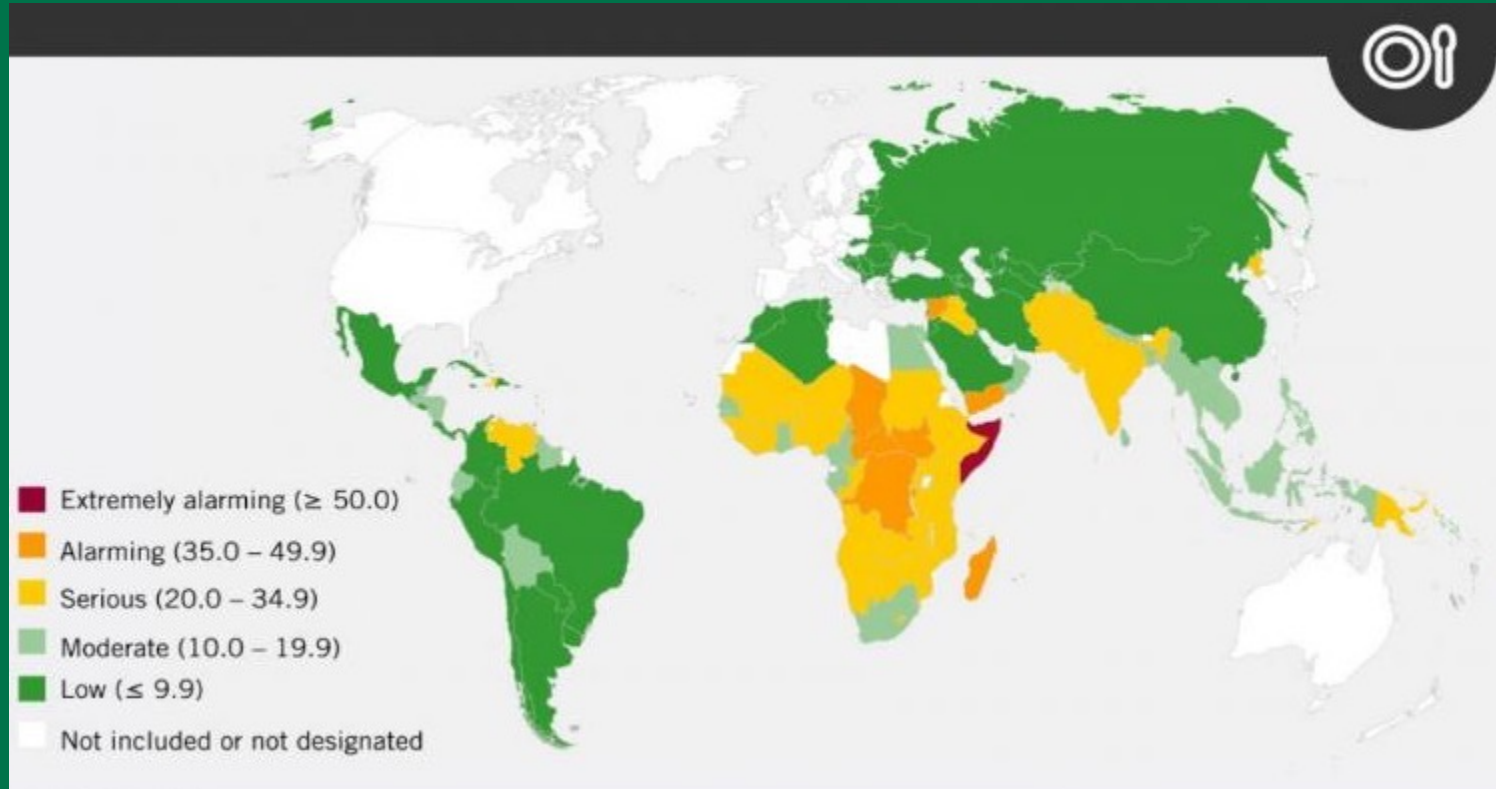 Extremely alarming (≥ 50.0)
Alarming (35.0 – 49.9)
Serious (20.0 – 34.9)
Moderate (10.0 – 19.9)
Low (≤ 9.9)
Not included or not designated